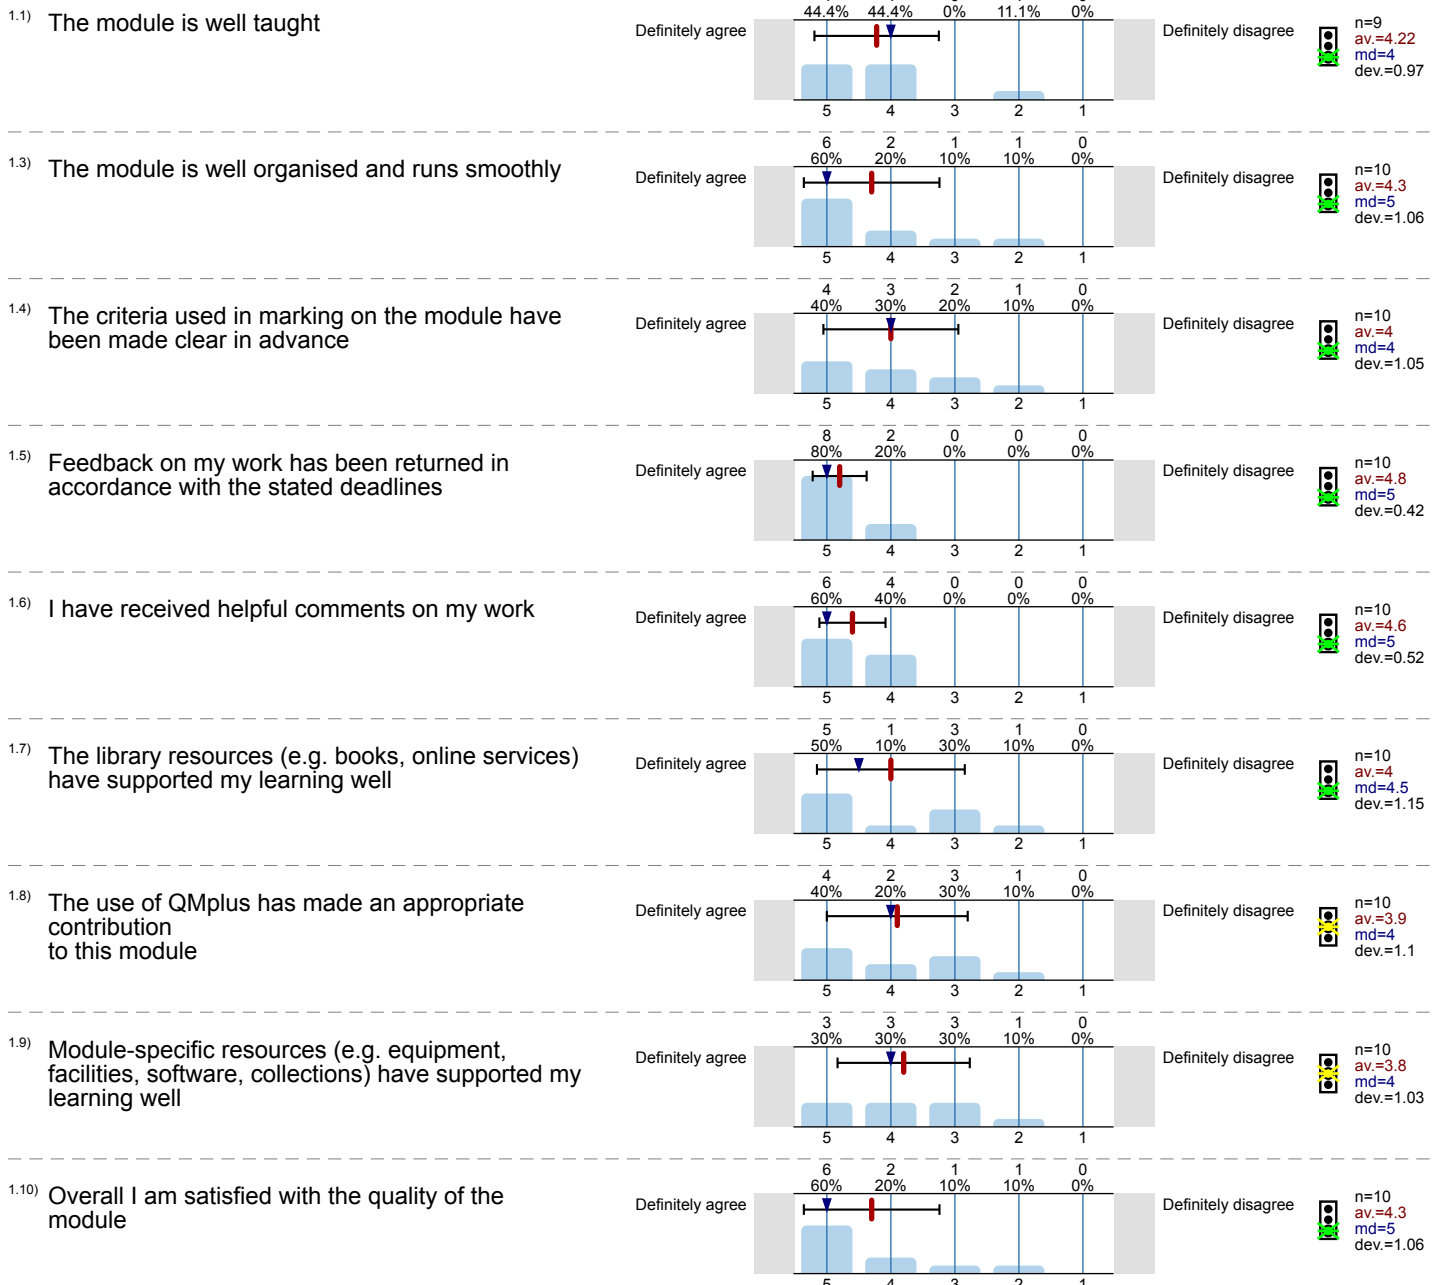 44.4% 44.4% 0% 11.1% 0%
1.1) The module is well taught Definitely agree Definitely disagree
n=9
av.=4.22
md=4
dev.=0.97
5 4 3 2 1
6 2 1 1 0
60% 20% 10% 10% 0%
1.3) The module is well organised and runs smoothly Definitely agree Definitely disagree
n=10
av.=4.3
md=5
dev.=1.06
5 4 3 2 1
4 3 2 1 0
40% 30% 20% 10% 0%
1.4) The criteria used in marking on the module have
been made clear in advance
Definitely agree Definitely disagree
n=10
av.=4
md=4
dev.=1.05
5 4 3 2 1
8 2 0 0 0
80% 20% 0% 0% 0%
1.5) Feedback on my work has been returned in
accordance with the stated deadlines
Definitely agree Definitely disagree
n=10
av.=4.8
md=5
dev.=0.42
5 4 3 2 1
6 4 0 0 0
60% 40% 0% 0% 0%
1.6) I have received helpful comments on my work Definitely agree Definitely disagree
n=10
av.=4.6
md=5
dev.=0.52
5 4 3 2 1
5 1 3 1 0
50% 10% 30% 10% 0%
1.7) The library resources (e.g. books, online services)
have supported my learning well
Definitely agree Definitely disagree
n=10
av.=4
md=4.5
dev.=1.15
5 4 3 2 1
4 2 3 1 0
40% 20% 30% 10% 0%
1.8) The use of QMplus has made an appropriate
contribution
to this module
Definitely agree Definitely disagree
n=10
av.=3.9
md=4
dev.=1.1
5 4 3 2 1
3 3 3 1 0
30% 30% 30% 10% 0%
1.9) Module-specific resources (e.g. equipment,
facilities, software, collections) have supported my
learning well
Definitely agree Definitely disagree
n=10
av.=3.8
md=4
dev.=1.03
5 4 3 2 1
6 2 1 1 0
60% 20% 10% 10% 0%
1.10) Overall I am satisfied with the quality of the
module
Definitely agree Definitely disagree
n=10
av.=4.3
md=5
dev.=1.06
5 4 3 2 1